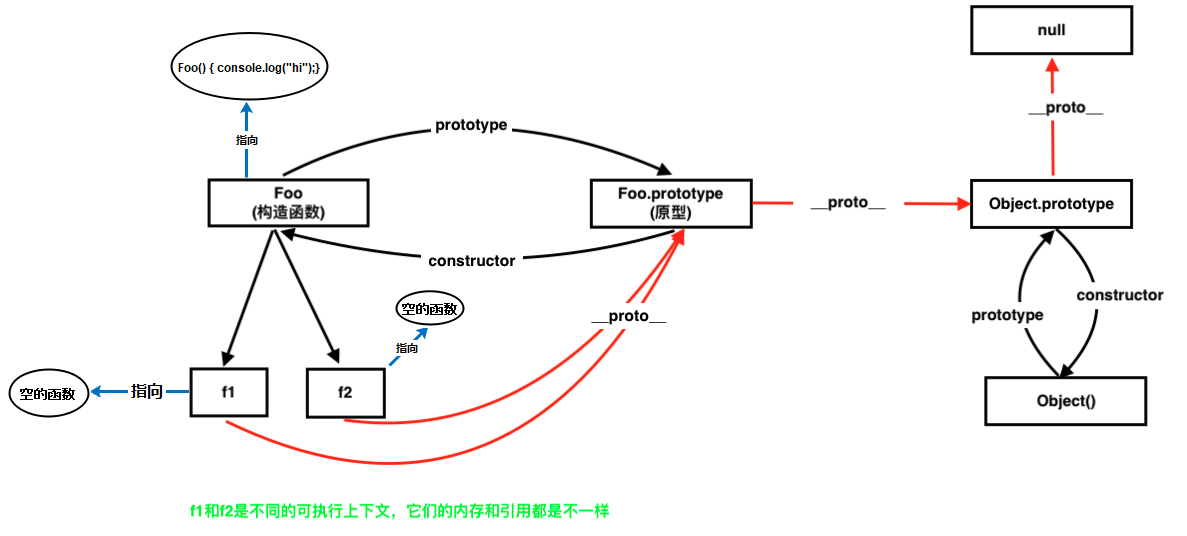 null
Foo() { console.log("hi");}
__proto__
prototype
指向
Foo
(构造函数)
Foo.prototype
(原型)
__proto__
Object.prototype
constructor
constructor
空的函数
prototype
__proto__
指向
空的函数
指向
f1
f2
Object()
f1和f2是不同的可执行上下文，它们的内存和引用都是不一样